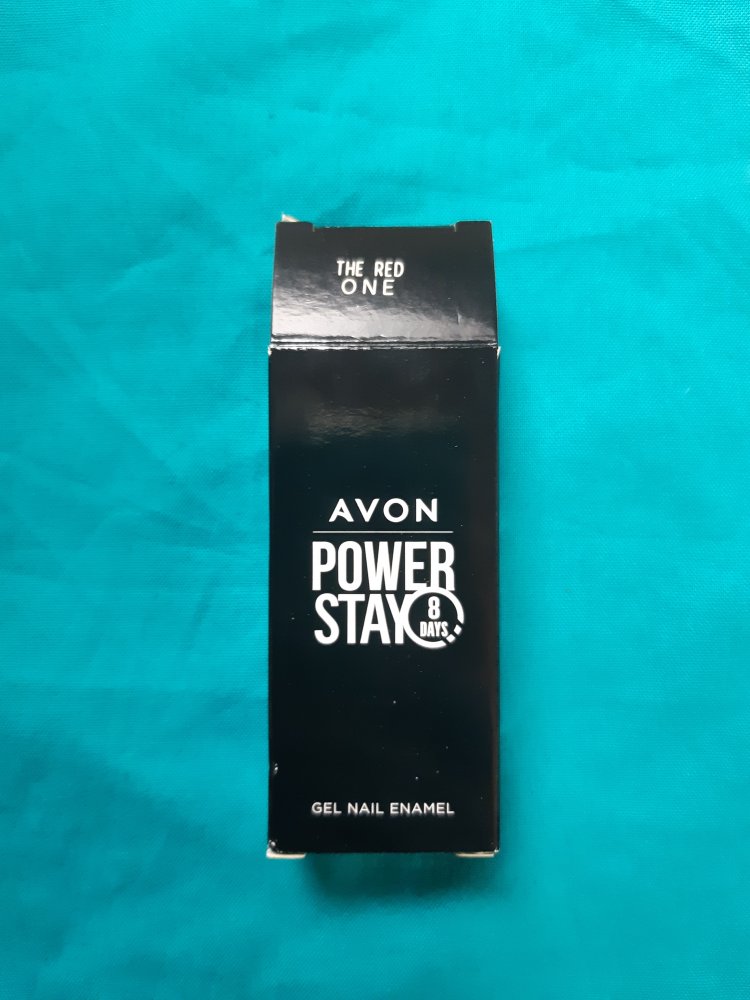 THE RED
ONE
AVON
POWER
STAY 8
DAYS
GEL NAIL ENAMEL